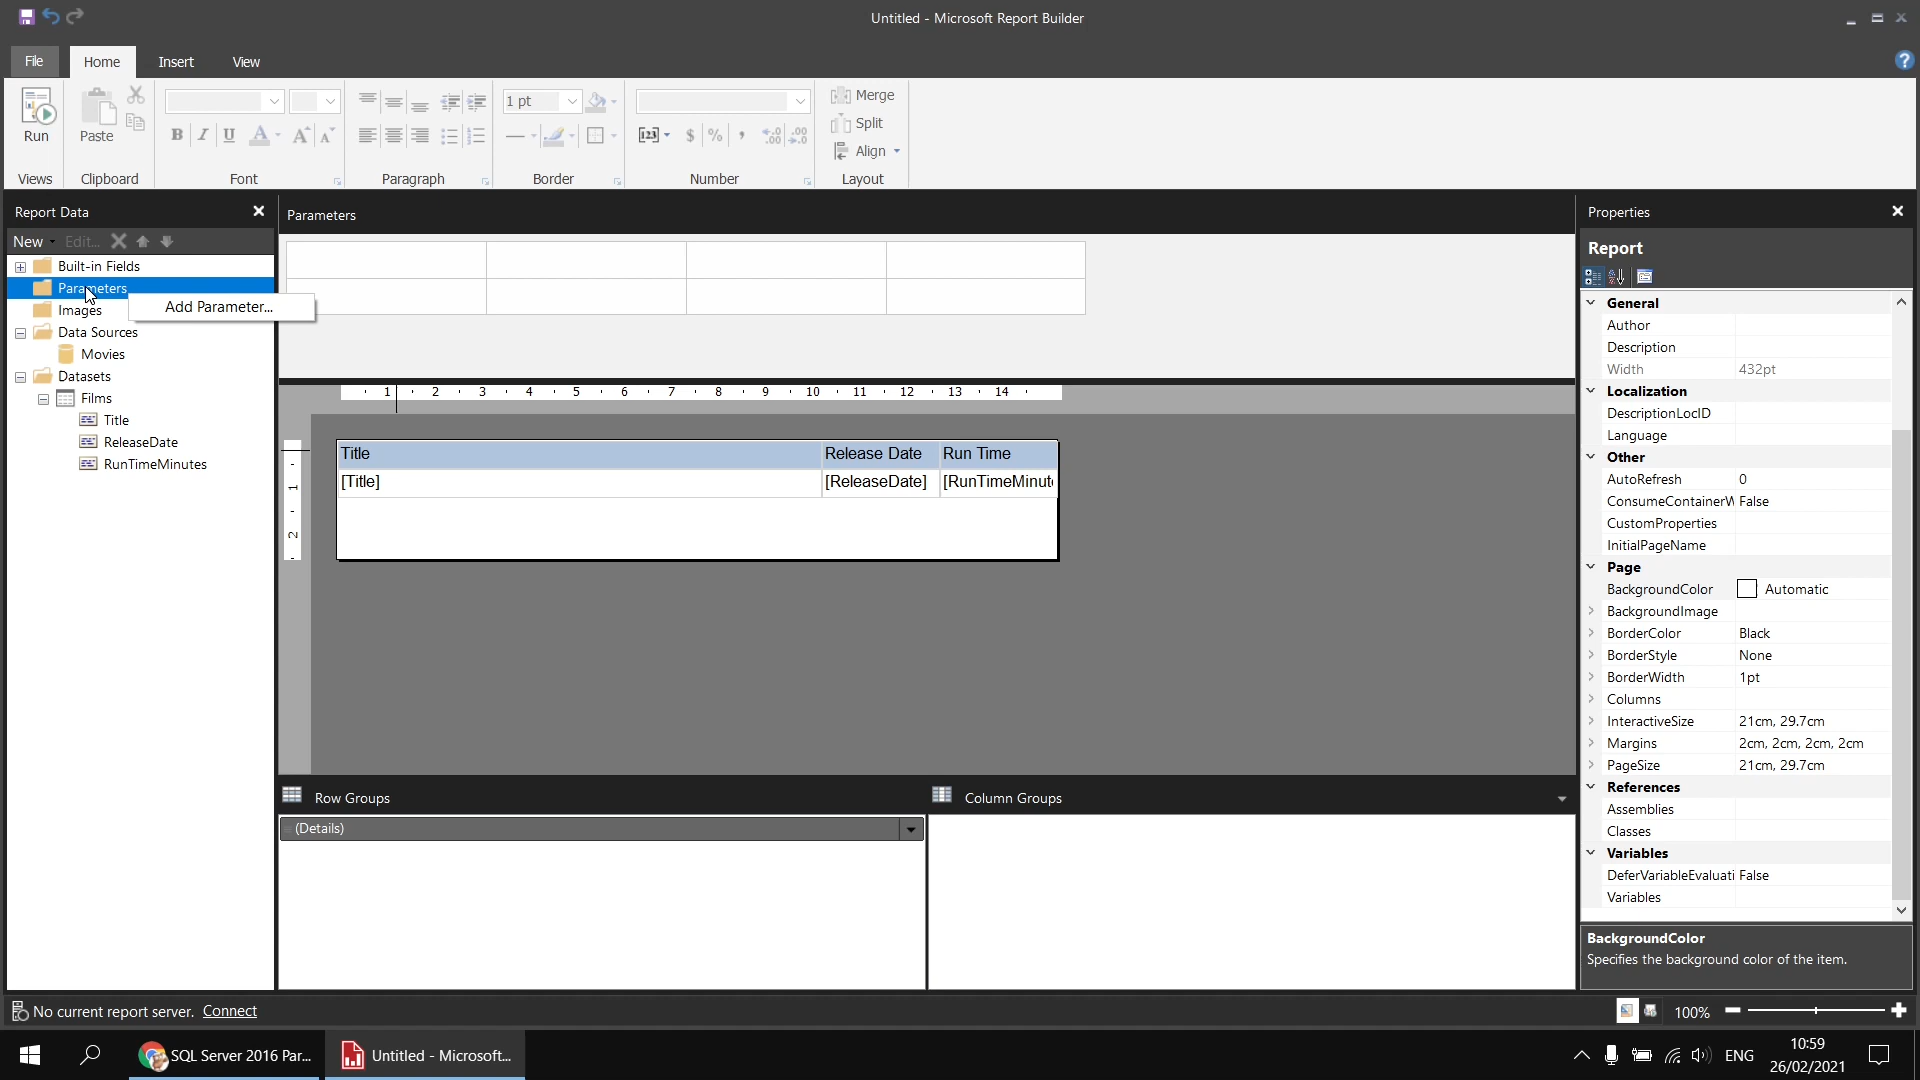 Untitled - Microsoft Report Builder
File
Home
Insert
View
Run
Paste
1 pt
Merge
Split
Align
Views
Clipboard
Font
Paragraph
Border
Number
Layout
Report Data
New
Edit...
Built-in Fields
Parameters
Add Parameter...
Images
Data Sources
Movies
Datasets
Films
Title
ReleaseDate
RunTimeMinutes
Parameters
1 2 3 4 5 6 7 8 9 10 11 12 13 14
1
2
Title Release Date Run Time
[Title] [ReleaseDate] [RunTimeMinut
Row Groups
Column Groups
(Details)
Properties
Report
General
Author
Description
Width 432pt
Localization
DescriptionLocID
Language
Other
AutoRefresh 0
ConsumeContainerW False
CustomProperties
InitialPageName
Page
BackgroundColor Automatic
BackgroundImage
BorderColor Black
BorderStyle None
BorderWidth 1pt
Columns
InteractiveSize 21cm, 29.7cm
Margins 2cm, 2cm, 2cm, 2cm
PageSize 21cm, 29.7cm
References
Assemblies
Classes
Variables
DeferVariableEvaluati False
Variables
BackgroundColor
Specifies the background color of the item.
No current report server. Connect
100%
SQL Server 2016 Par...
Untitled - Microsoft...
ENG
10:59
26/02/2021